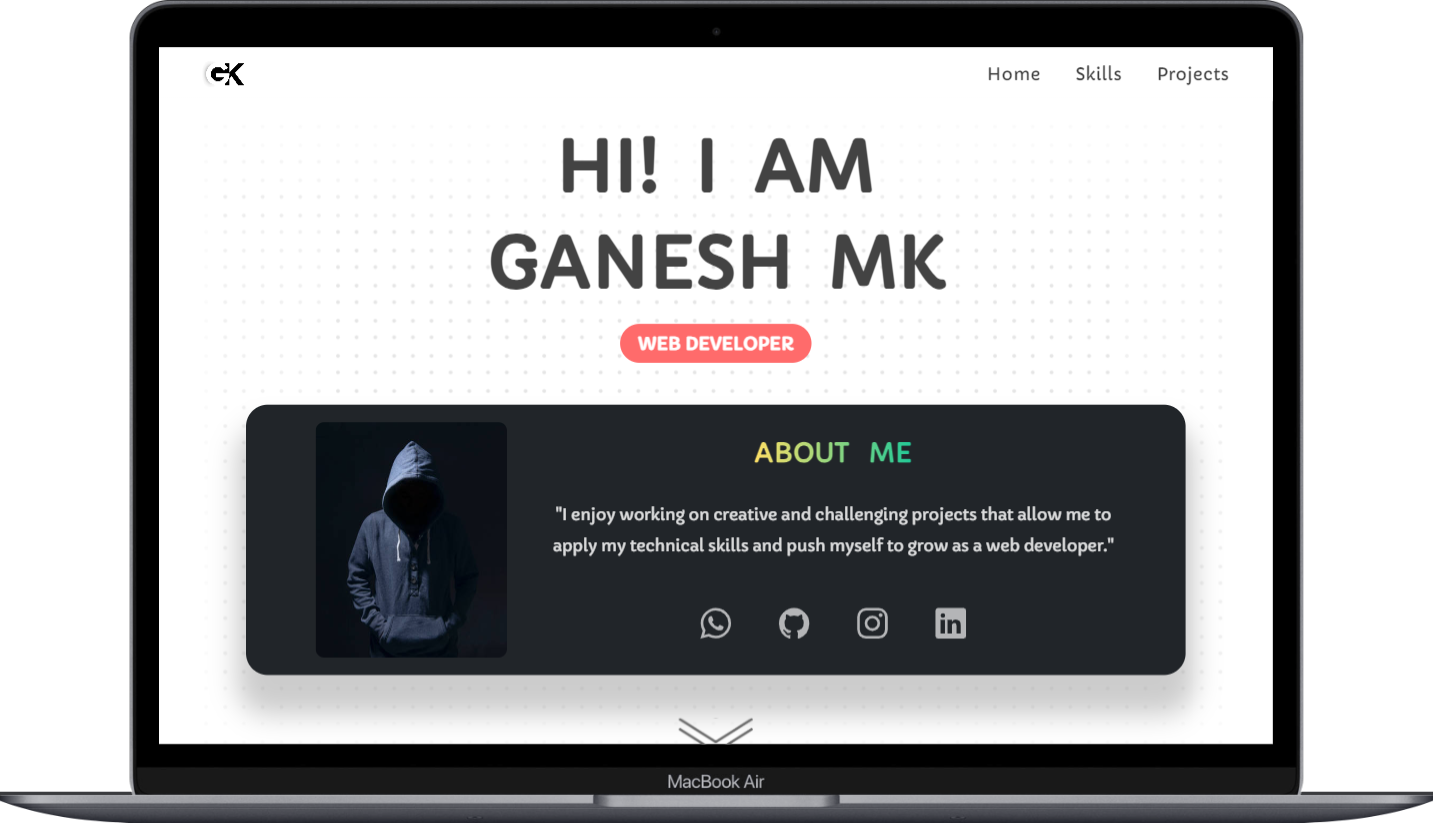 GK
Home Skills Projects
HI! I AM
GANESH MK
WEB DEVELOPER
ABOUT ME
"I enjoy working on creative and challenging projects that allow me to
apply my technical skills and push myself to grow as a web developer."
in
MacBook Air